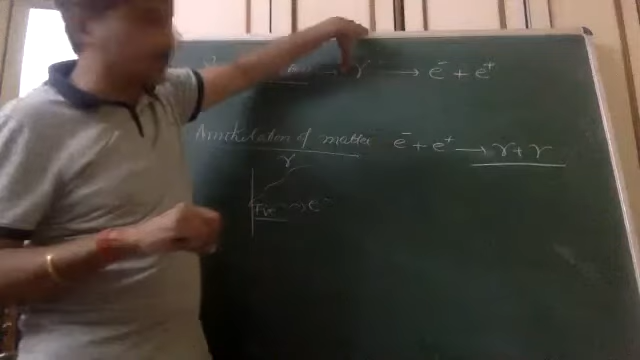 γ → e⁻ + e⁺
Annihilation of matter e⁻ + e⁺ → γ + γ
γ
e⁻